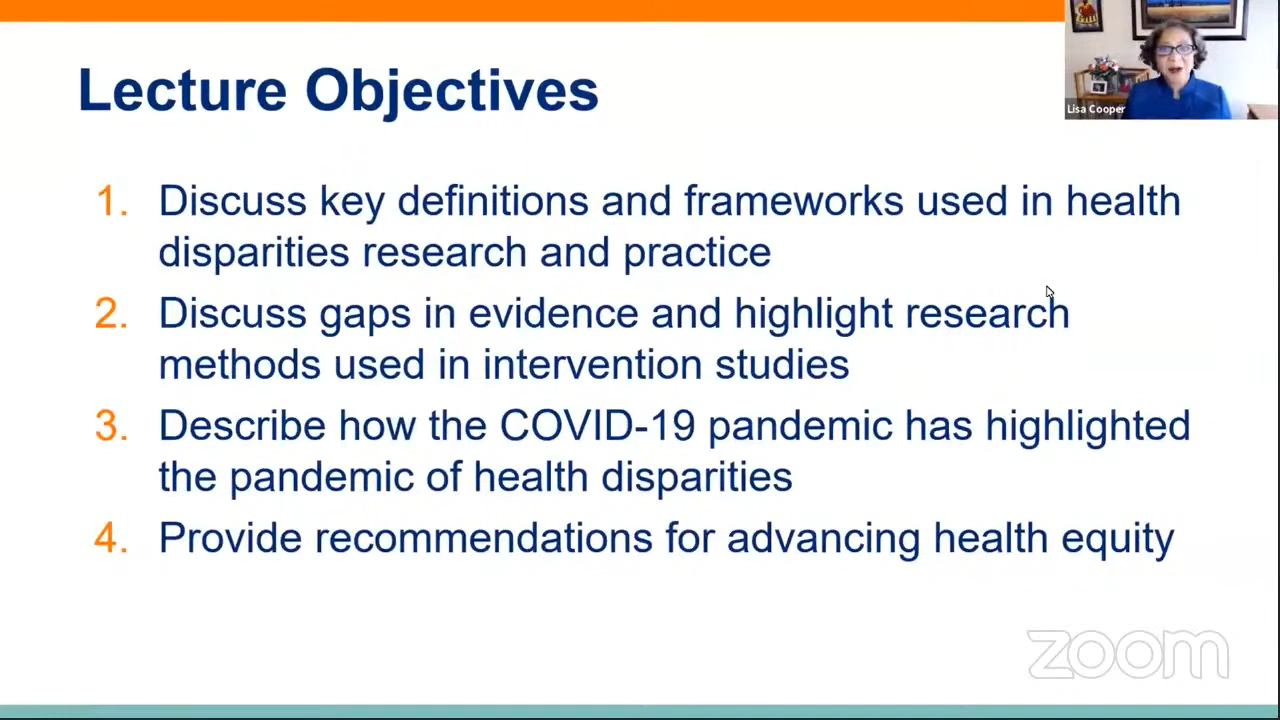 Lecture Objectives
Lisa Cooper
1. Discuss key definitions and frameworks used in health
disparities research and practice
2. Discuss gaps in evidence and highlight research
methods used in intervention studies
3. Describe how the COVID-19 pandemic has highlighted
the pandemic of health disparities
4. Provide recommendations for advancing health equity
zoom